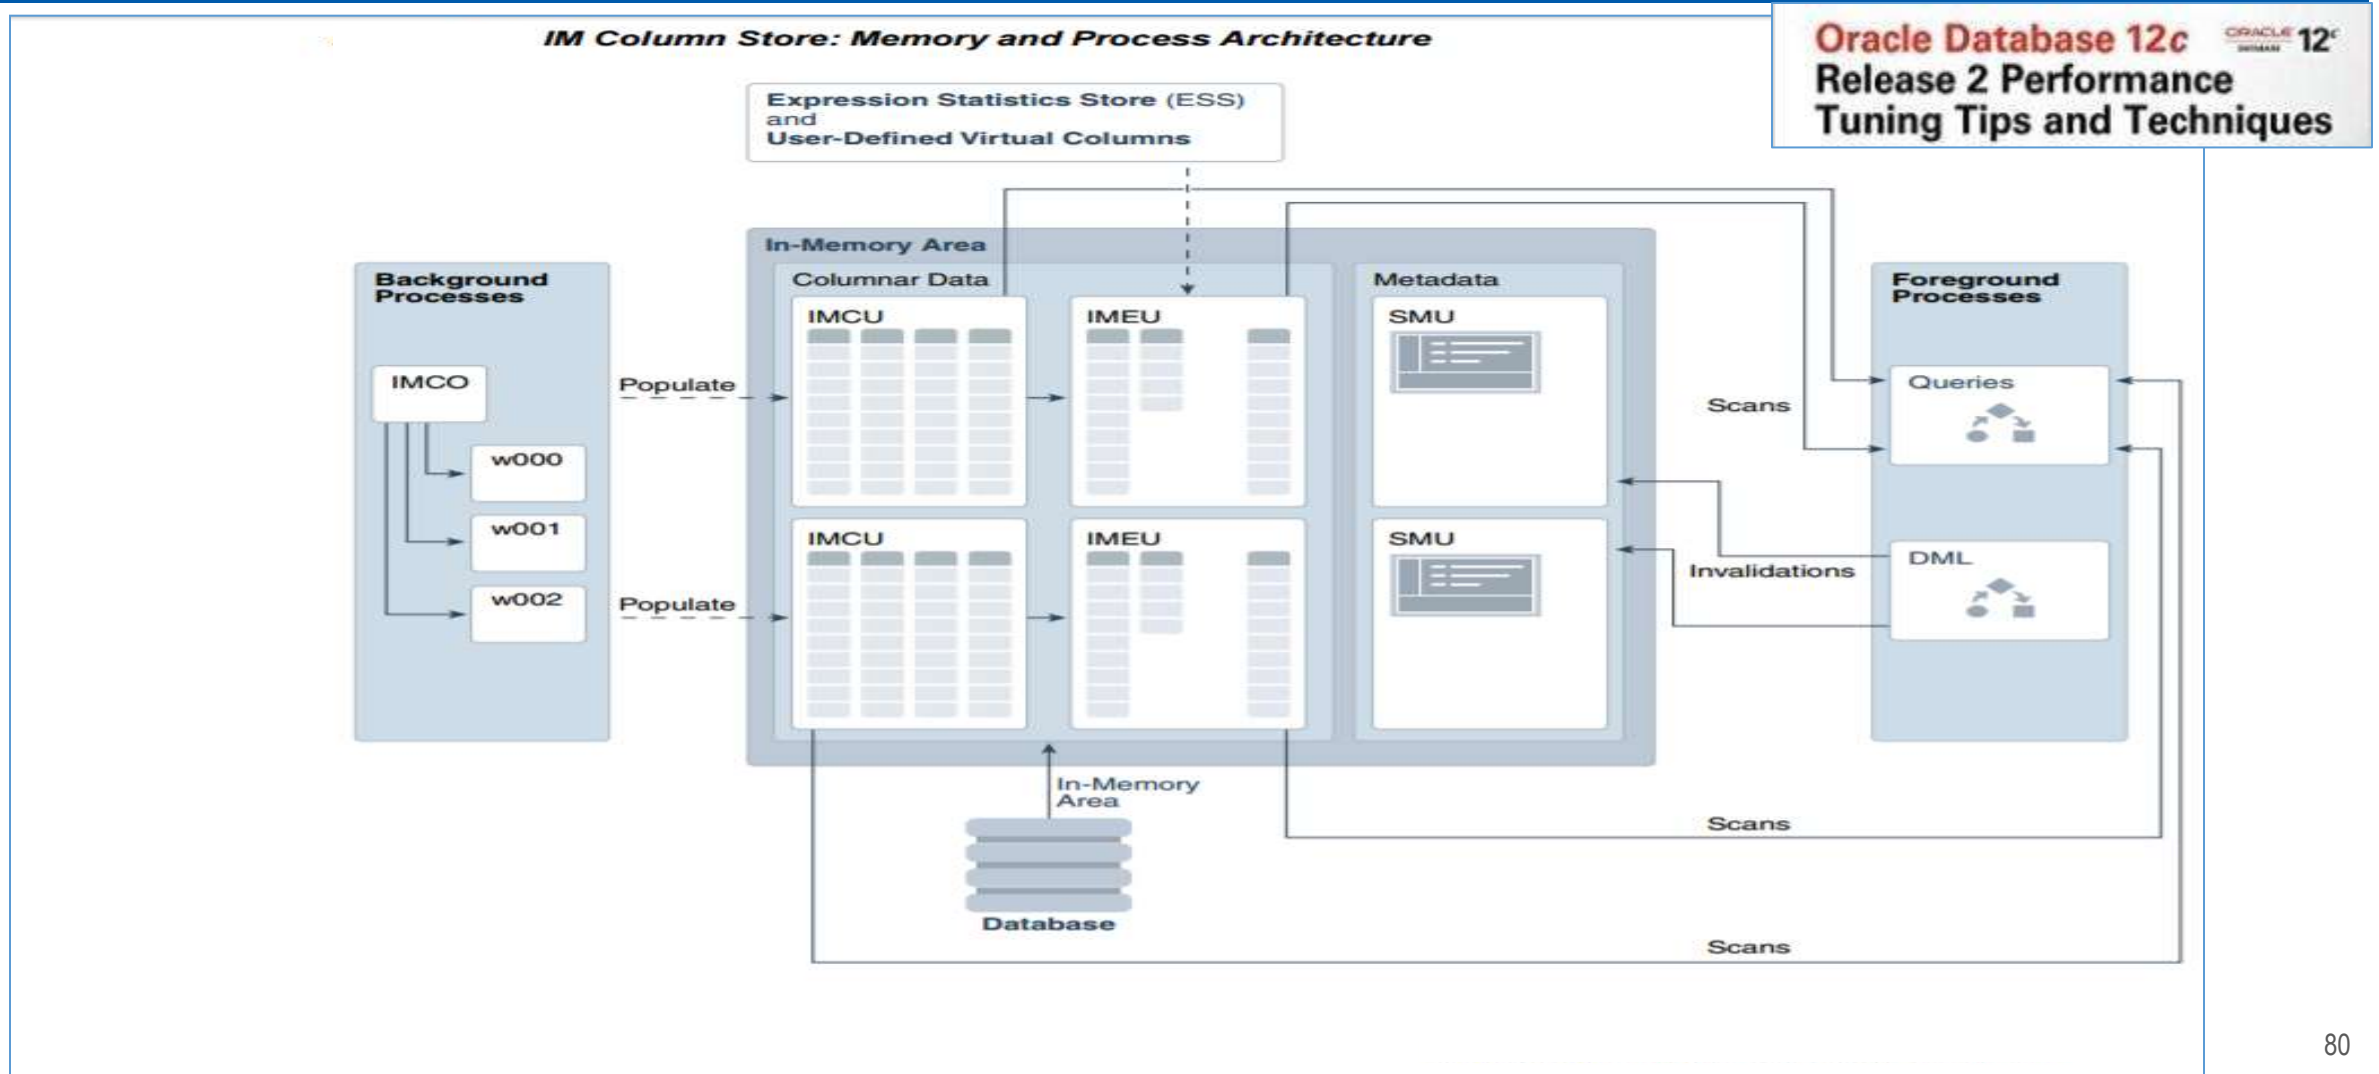 IM Column Store: Memory and Process Architecture
Oracle Database 12c
ORACLE 12c
DATABASE
Release 2 Performance
Tuning Tips and Techniques
Expression Statistics Store (ESS)
and
User-Defined Virtual Columns
In-Memory Area
Background
Processes
Columnar Data
Metadata
Foreground
Processes
IMCU
IMEU
SMU
IMCO
Populate
Queries
Scans
w000
w001
IMCU
IMEU
SMU
DML
Invalidations
w002
Populate
In-Memory
Area
Scans
Database
Scans
80